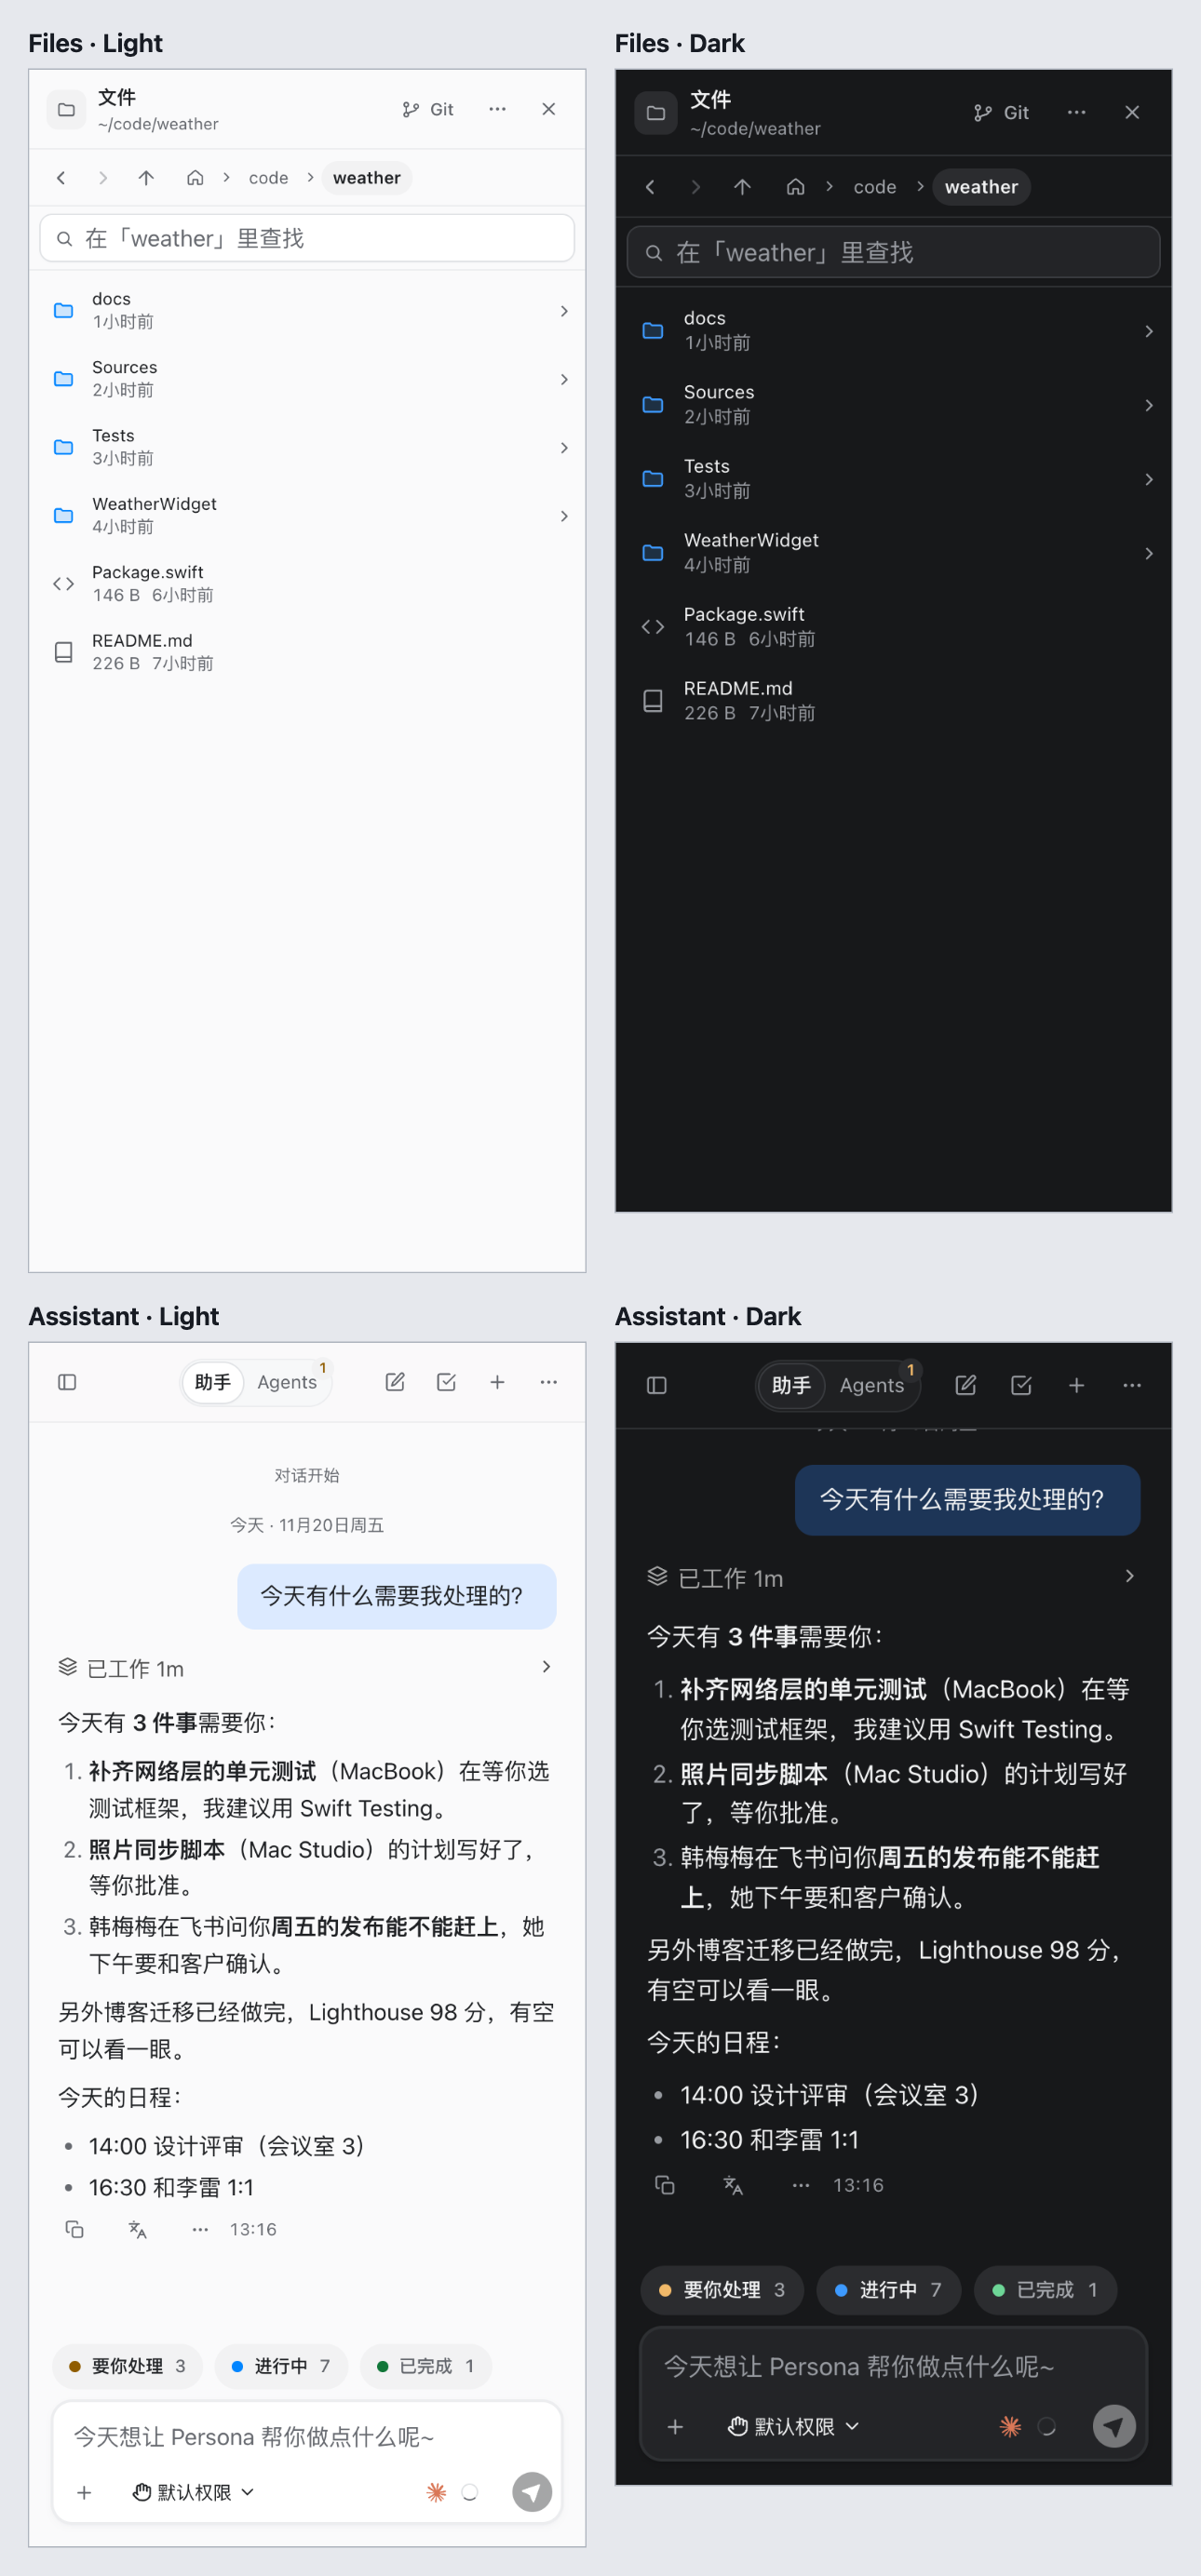 Files · Light
文件
~/code/weather
Git
code
weather
在「weather」里查找
docs
1小时前
Sources
2小时前
Tests
3小时前
WeatherWidget
4小时前
Package.swift
146 B 6小时前
README.md
226 B 7小时前
Files · Dark
文件
~/code/weather
Git
code
weather
在「weather」里查找
docs
1小时前
Sources
2小时前
Tests
3小时前
WeatherWidget
4小时前
Package.swift
146 B 6小时前
README.md
226 B 7小时前
Assistant · Light
助手
Agents
1
对话开始
今天 · 11月20日周五
今天有什么需要我处理的？
已工作 1m
今天有 3 件事需要你：
1. 补齐网络层的单元测试（MacBook）在等你选
测试框架，我建议用 Swift Testing。
2. 照片同步脚本（Mac Studio）的计划写好了，
等你批准。
3. 韩梅梅在飞书问你周五的发布能不能赶上，她
下午要和客户确认。
另外博客迁移已经做完，Lighthouse 98 分，有空
可以看一眼。
今天的日程：
• 14:00 设计评审（会议室 3）
• 16:30 和李雷 1:1
13:16
要你处理 3
进行中 7
已完成 1
今天想让 Persona 帮你做点什么呢~
默认权限
Assistant · Dark
助手
Agents
1
今天有什么需要我处理的？
已工作 1m
今天有 3 件事需要你：
1. 补齐网络层的单元测试（MacBook）在等
你选测试框架，我建议用 Swift Testing。
2. 照片同步脚本（Mac Studio）的计划写好
了，等你批准。
3. 韩梅梅在飞书问你周五的发布能不能赶
上，她下午要和客户确认。
另外博客迁移已经做完，Lighthouse 98 分，
有空可以看一眼。
今天的日程：
• 14:00 设计评审（会议室 3）
• 16:30 和李雷 1:1
13:16
要你处理 3
进行中 7
已完成 1
今天想让 Persona 帮你做点什么呢~
默认权限